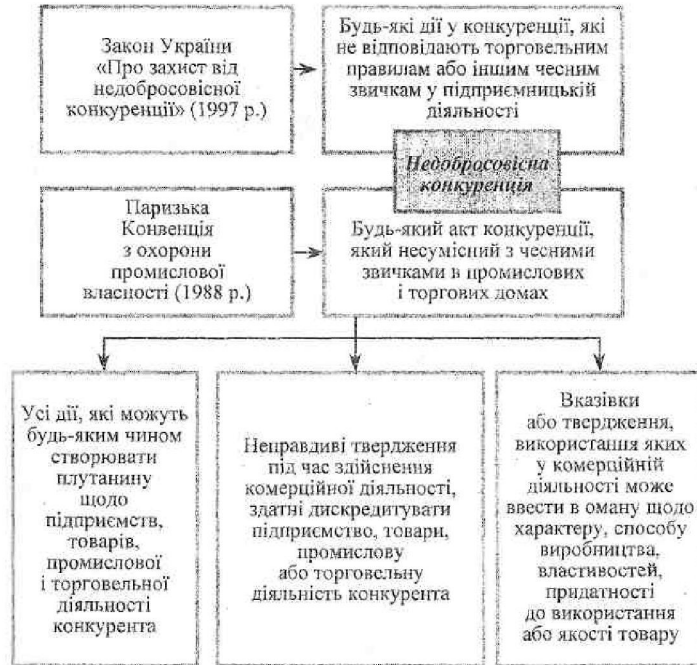 Закон України
«Про захист від
недобросовісної
конкуренції» (1997 р.)
Будь-які дії у конкуренції, які
не відповідають торговельним
правилам або іншим чесним
звичкам у підприємницькій
діяльності
Недобросовісна
конкуренція
Паризька
Конвенція
з охорони
промислової
власності (1988 р.)
Будь-який акт конкуренції,
який несумісний з чесними
звичками в промислових
і торгових домах
Усі дії, які можуть
будь-яким чином
створювати
плутанину
щодо
підприємств,
товарів,
промислової
і торговельної
діяльності
конкурента
Неправдиві твердження
під час здійснення
комерційної діяльності,
здатні дискредитувати
підприємство, товари,
промислову
або торговельну
діяльність конкурента
Вказівки
або твердження,
використання яких
у комерційній
діяльності може
ввести в оману щодо
характеру, способу
виробництва,
властивостей,
придатності
до використання
або якості товару